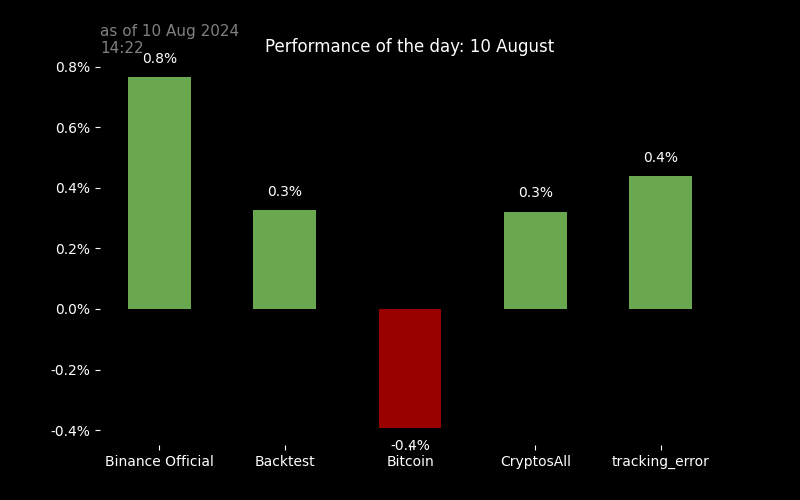 as of 10 Aug 2024
14:22
Performance of the day: 10 August
0.8%
0.8%
0.6%
0.4%
0.2%
0.0%
-0.2%
-0.4%
0.3%
-0.4%
0.3%
0.4%
Binance Official
Backtest
Bitcoin
CryptosAll
tracking_error